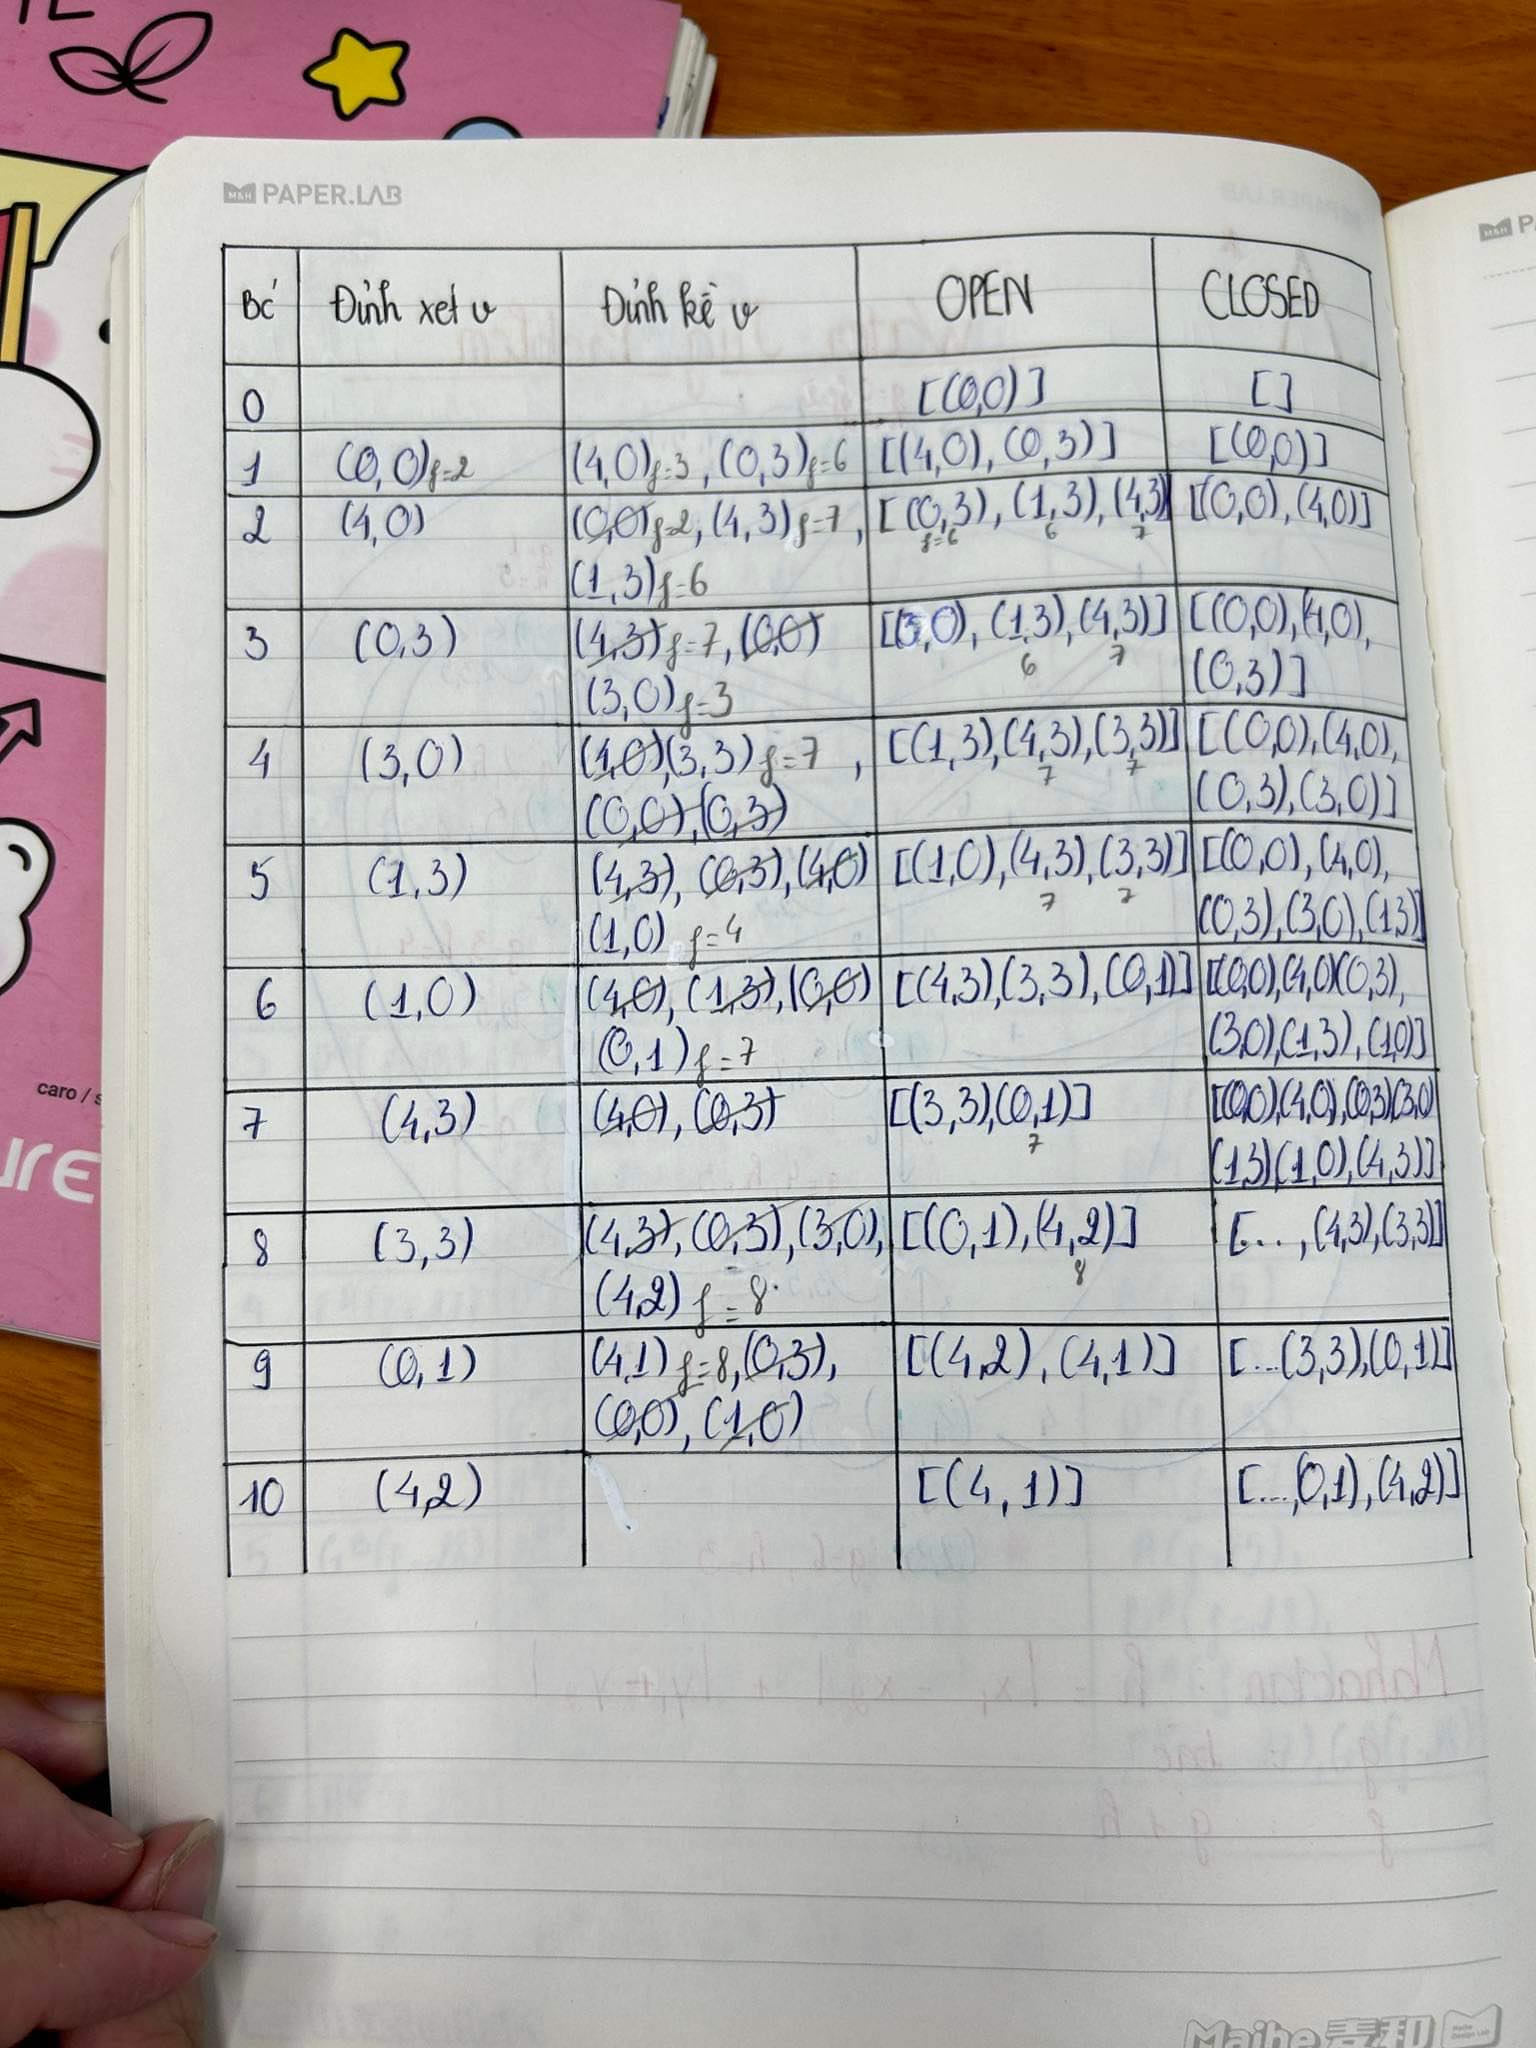 M&H PAPER.LAB
Bc' Đỉnh xét v Đỉnh kề v OPEN CLOSED
0 [(0,0)] []
1 (0,0) f=2 (4,0) f=3, (0,3) f=6 [(4,0), (0,3)] [(0,0)]
2 (4,0) (0,0) f=2, (4,3) f=7, [(0,3), (1,3), (4,3)] [(0,0), (4,0)]
f=6 6 7
(1,3) f=6
3 (0,3) (4,3) f=7, (0,0) [(3,0), (1,3), (4,3)] [(0,0), (4,0),
6 7
(3,0) f=3 (0,3)]
4 (3,0) (4,0), (3,3) f=7, [(1,3), (4,3), (3,3)] [(0,0), (4,0),
7 7
(0,0), (0,3) (0,3), (3,0)]
5 (1,3) (4,3), (0,3), (4,0) [(1,0), (4,3), (3,3)] [(0,0), (4,0),
7 7
(1,0) f=4 (0,3), (3,0), (1,3)]
6 (1,0) (4,0), (1,3), (0,0) [(4,3)(3,3), (0,1)] [(0,0), (4,0)(0,3),
(0,1) f=7 (3,0), (1,3), (1,0)]
7 (4,3) (4,0), (0,3) [(3,3)(0,1)] [(0,0), (4,0), (0,3)(3,0)
7
(1,3)(1,0), (4,3)]
8 (3,3) (4,3), (0,3), (3,0), [(0,1), (4,2)] [..., (4,3), (3,3)]
8
(4,2) f=8
9 (0,1) (4,1) f=8, (0,3), [(4,2), (4,1)] [...(3,3), (0,1)]
(0,0), (1,0)
10 (4,2) [(4,1)] [...,(0,1), (4,2)]
caro / s
ure
Maihe 麦和